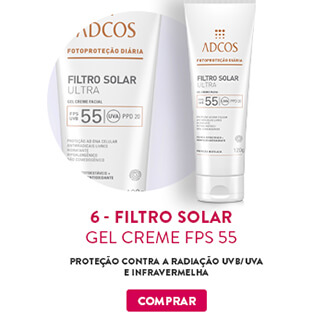 ADCOS
FOTOPROTEÇÃO DIÁRIA
FILTRO SOLAR
ULTRA
GEL CREME FACIAL
FPS
UVB
55
UVA
PPD 20
ADCOS
FOTOPROTEÇÃO DIÁRIA
FILTRO SOLAR
ULTRA
55
UVA
6 - FILTRO SOLAR
GEL CREME FPS 55
PROTEÇÃO CONTRA A RADIAÇÃO UVB/UVA
E INFRAVERMELHA
COMPRAR